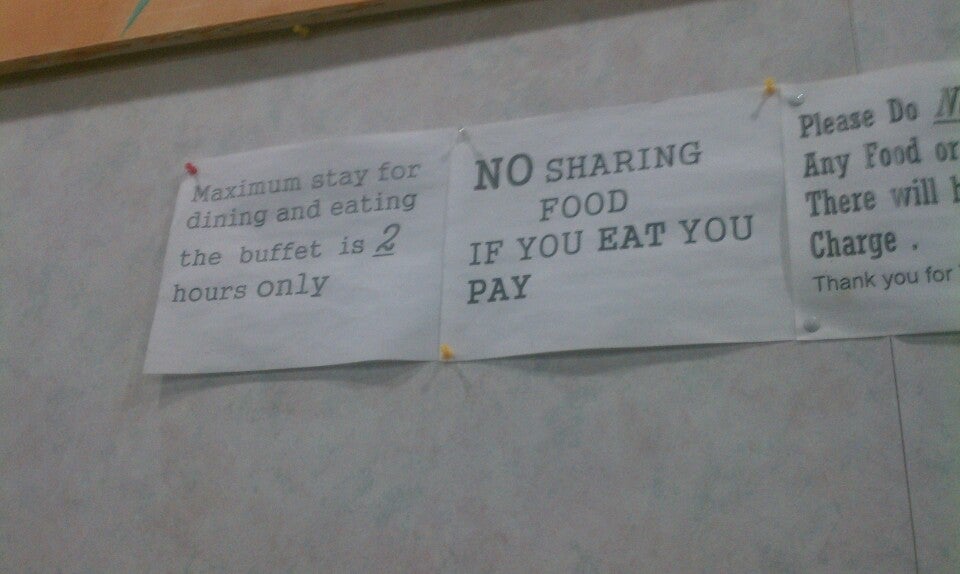 Maximum stay for
dining and eating
the buffet is 2
hours only
NO SHARING
FOOD
IF YOU EAT YOU
PAY
Please Do
Any Food or
There will
Charge .
Thank you for